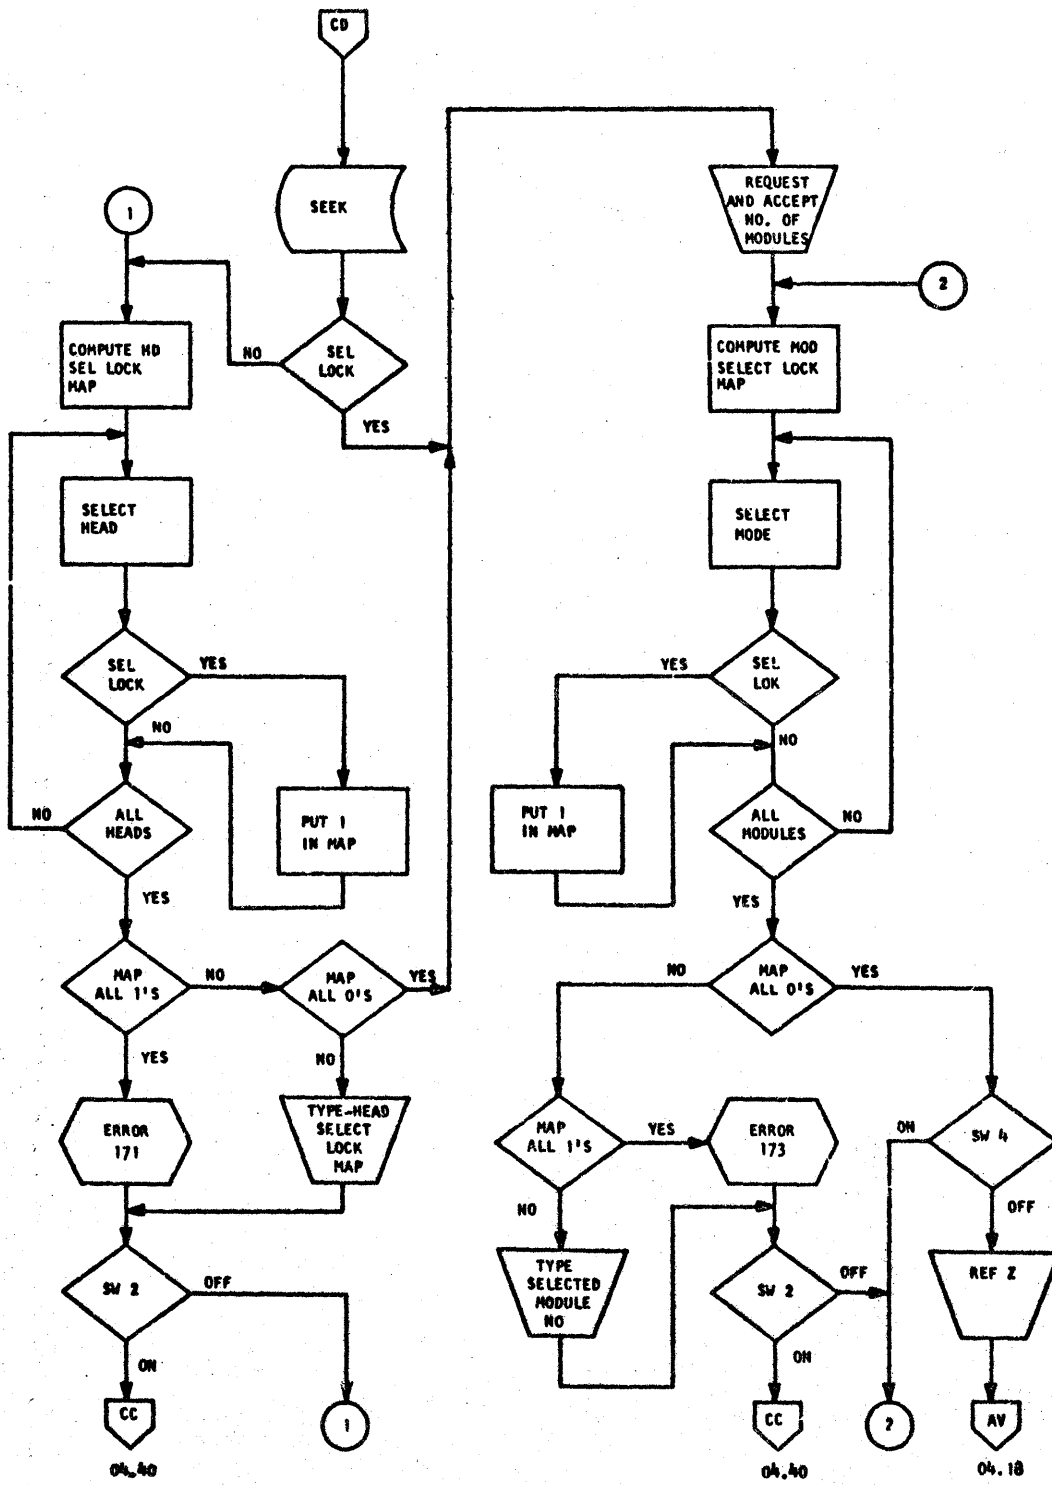 CD
SEEK
1
SEL
LOCK
NO
YES
COMPUTE HD
SEL LOCK
MAP
SELECT
HEAD
SEL
LOCK
YES
NO
ALL
HEADS
NO
YES
PUT 1
IN MAP
MAP
ALL 1'S
NO
MAP
ALL 0'S
YES
YES
NO
ERROR
171
TYPE-HEAD
SELECT
LOCK
MAP
SW 2
OFF
ON
CC
04.40
1
REQUEST
AND ACCEPT
NO. OF
MODULES
2
COMPUTE MOD
SELECT LOCK
MAP
SELECT
MODE
SEL
LOK
YES
NO
PUT 1
IN MAP
ALL
MODULES
NO
YES
MAP
ALL 0'S
NO
YES
MAP
ALL 1'S
YES
NO
ERROR
173
SW 4
ON
OFF
TYPE
SELECTED
MODULE
NO
SW 2
OFF
ON
REF Z
CC
04.40
2
AV
04.18